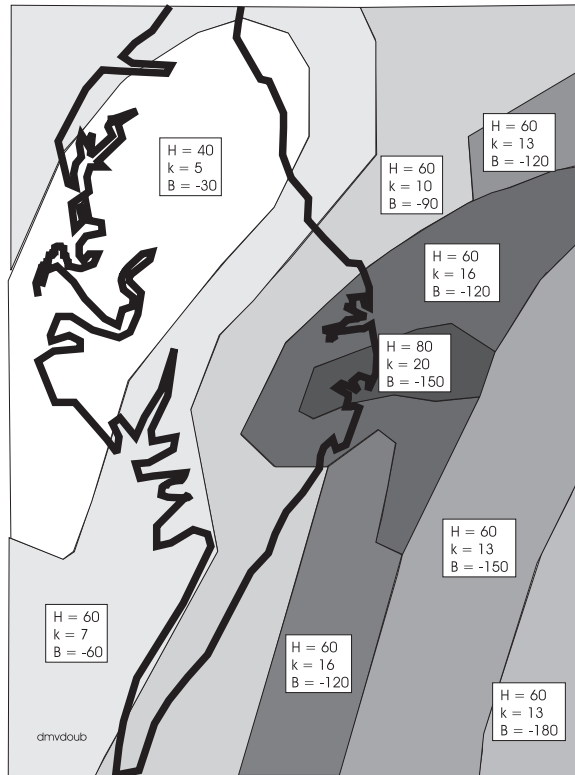 H = 60
k = 13
B = -120
H = 40
k = 5
B = -30
H = 60
k = 10
B = -90
H = 60
k = 16
B = -120
H = 80
k = 20
B = -150
H = 60
k = 13
B = -150
H = 60
k = 7
B = -60
H = 60
k = 16
B = -120
H = 60
k = 13
B = -180
dmvdoub